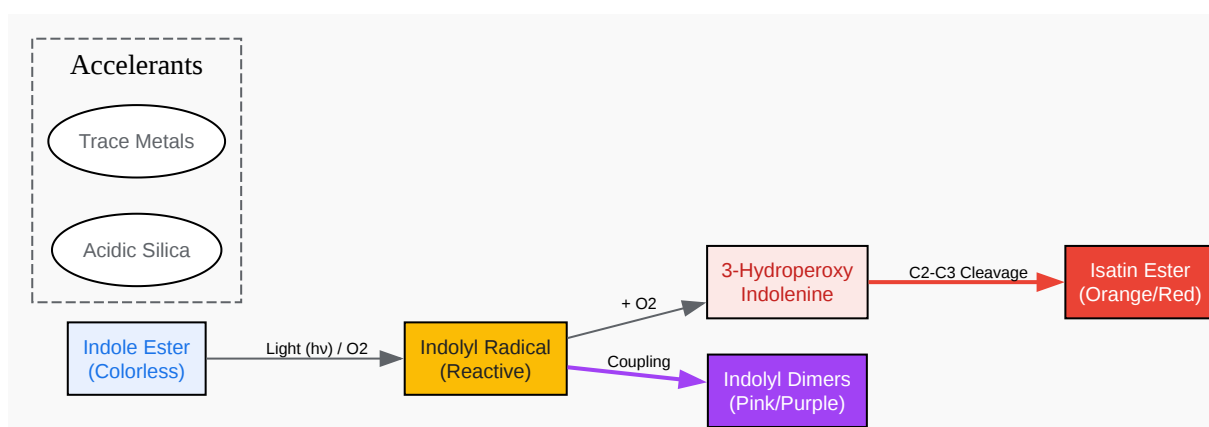 Accelerants
Trace Metals
Acidic Silica
Indole Ester
(Colorless)
Light (hν) / O2
Indolyl Radical
(Reactive)
+ O2
3-Hydroperoxy
Indolenine
C2-C3 Cleavage
Isatin Ester
(Orange/Red)
Coupling
Indolyl Dimers
(Pink/Purple)